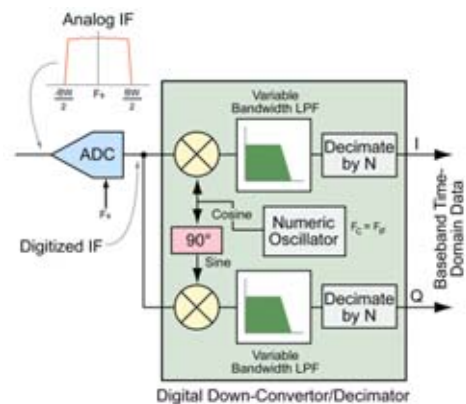 Analog IF
-BW
2
Fs
BW
2
ADC
Fs
Digitized IF
Variable
Bandwidth LPF
Decimate
by N
I
Cosine
90°
Sine
Numeric
Oscillator
Fc = FIF
Decimate
by N
Q
Variable
Bandwidth LPF
Baseband Time-
Domain Data
Digital Down-Convertor/Decimator